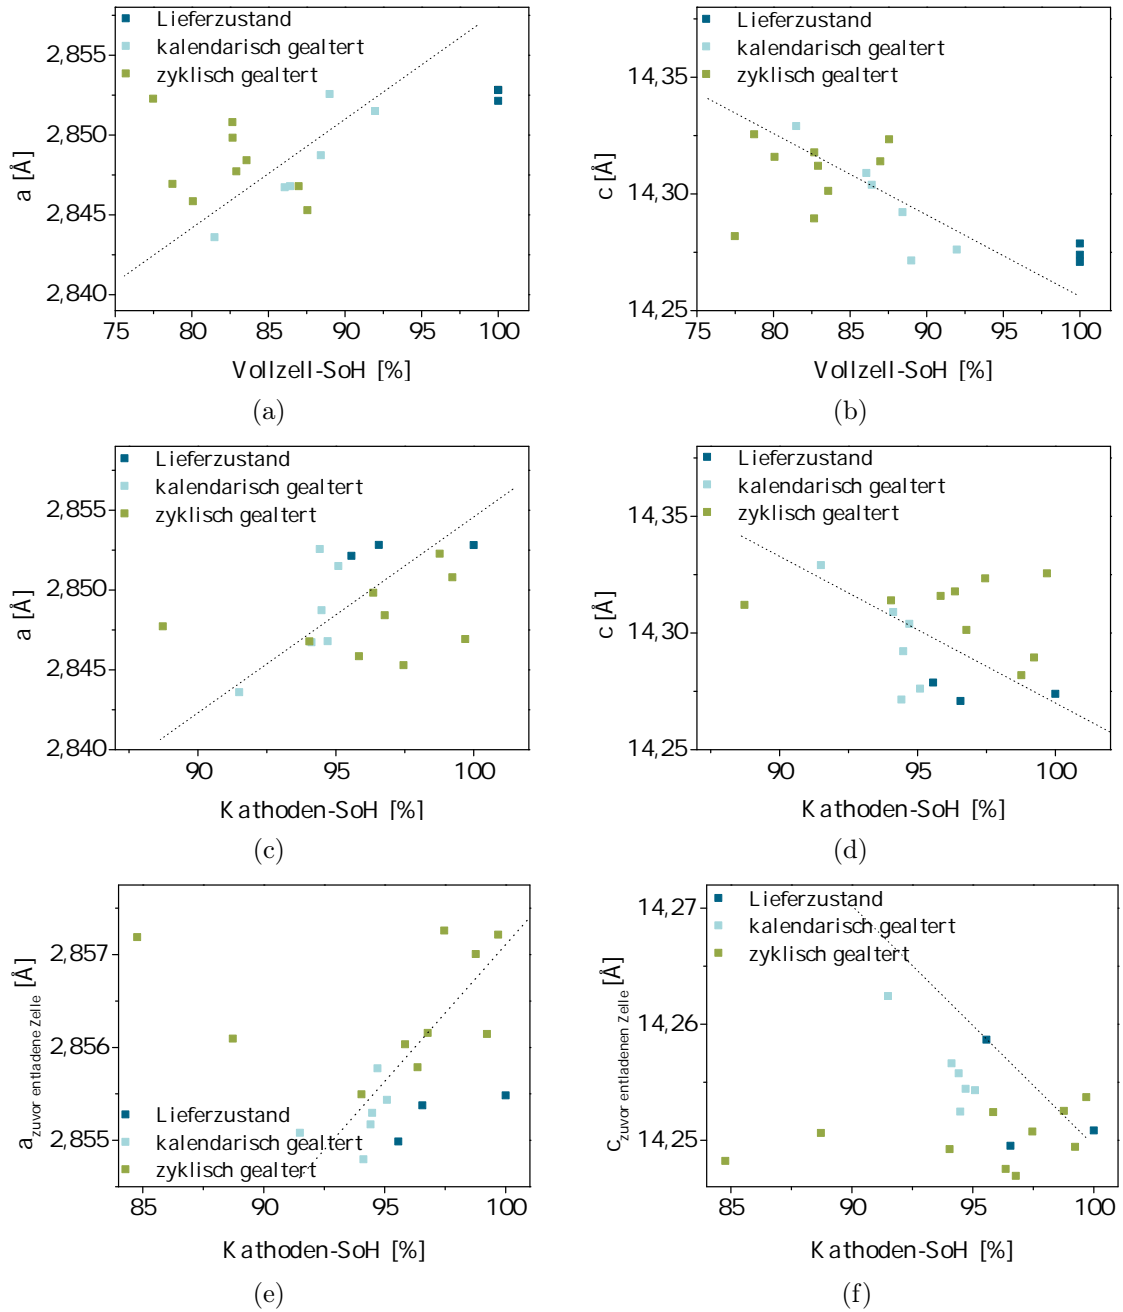 Lieferzustand
kalendarisch gealtert
zyklisch gealtert
2,855
2,850
2,845
2,840
a [Å]
75 80 85 90 95 100
Vollzell-SoH [%]
(a)
Lieferzustand
kalendarisch gealtert
zyklisch gealtert
14,35
14,30
14,25
c [Å]
75 80 85 90 95 100
Vollzell-SoH [%]
(b)
Lieferzustand
kalendarisch gealtert
zyklisch gealtert
2,855
2,850
2,845
2,840
a [Å]
90 95 100
Kathoden-SoH [%]
(c)
Lieferzustand
kalendarisch gealtert
zyklisch gealtert
14,35
14,30
14,25
c [Å]
90 95 100
Kathoden-SoH [%]
(d)
2,857
2,856
2,855
a zuvor entladene Zelle [Å]
Lieferzustand
kalendarisch gealtert
zyklisch gealtert
85 90 95 100
Kathoden-SoH [%]
(e)
Lieferzustand
kalendarisch gealtert
zyklisch gealtert
14,27
14,26
14,25
c zuvor entladenen Zelle [Å]
85 90 95 100
Kathoden-SoH [%]
(f)